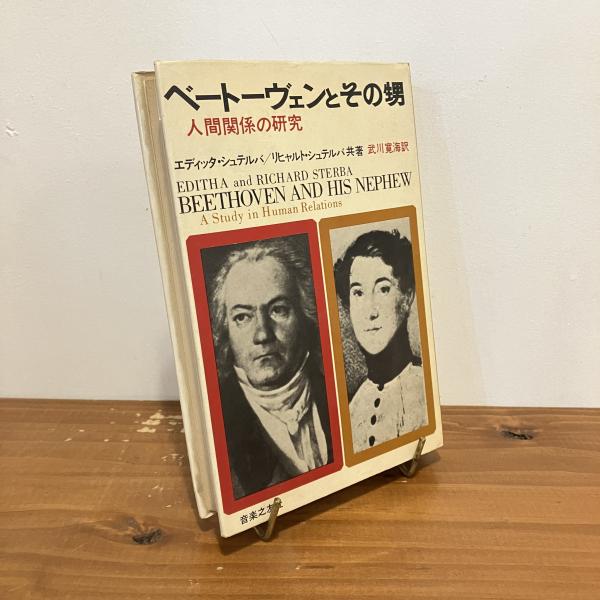 ベートーヴェンとその甥
人間関係の研究
エディッタ・シュテルバ/リヒャルト・シュテルバ共著 武川寛海訳
EDITHA and RICHARD STERBA
BEETHOVEN AND HIS NEPHEW
A Study in Human Relations
音楽之友社